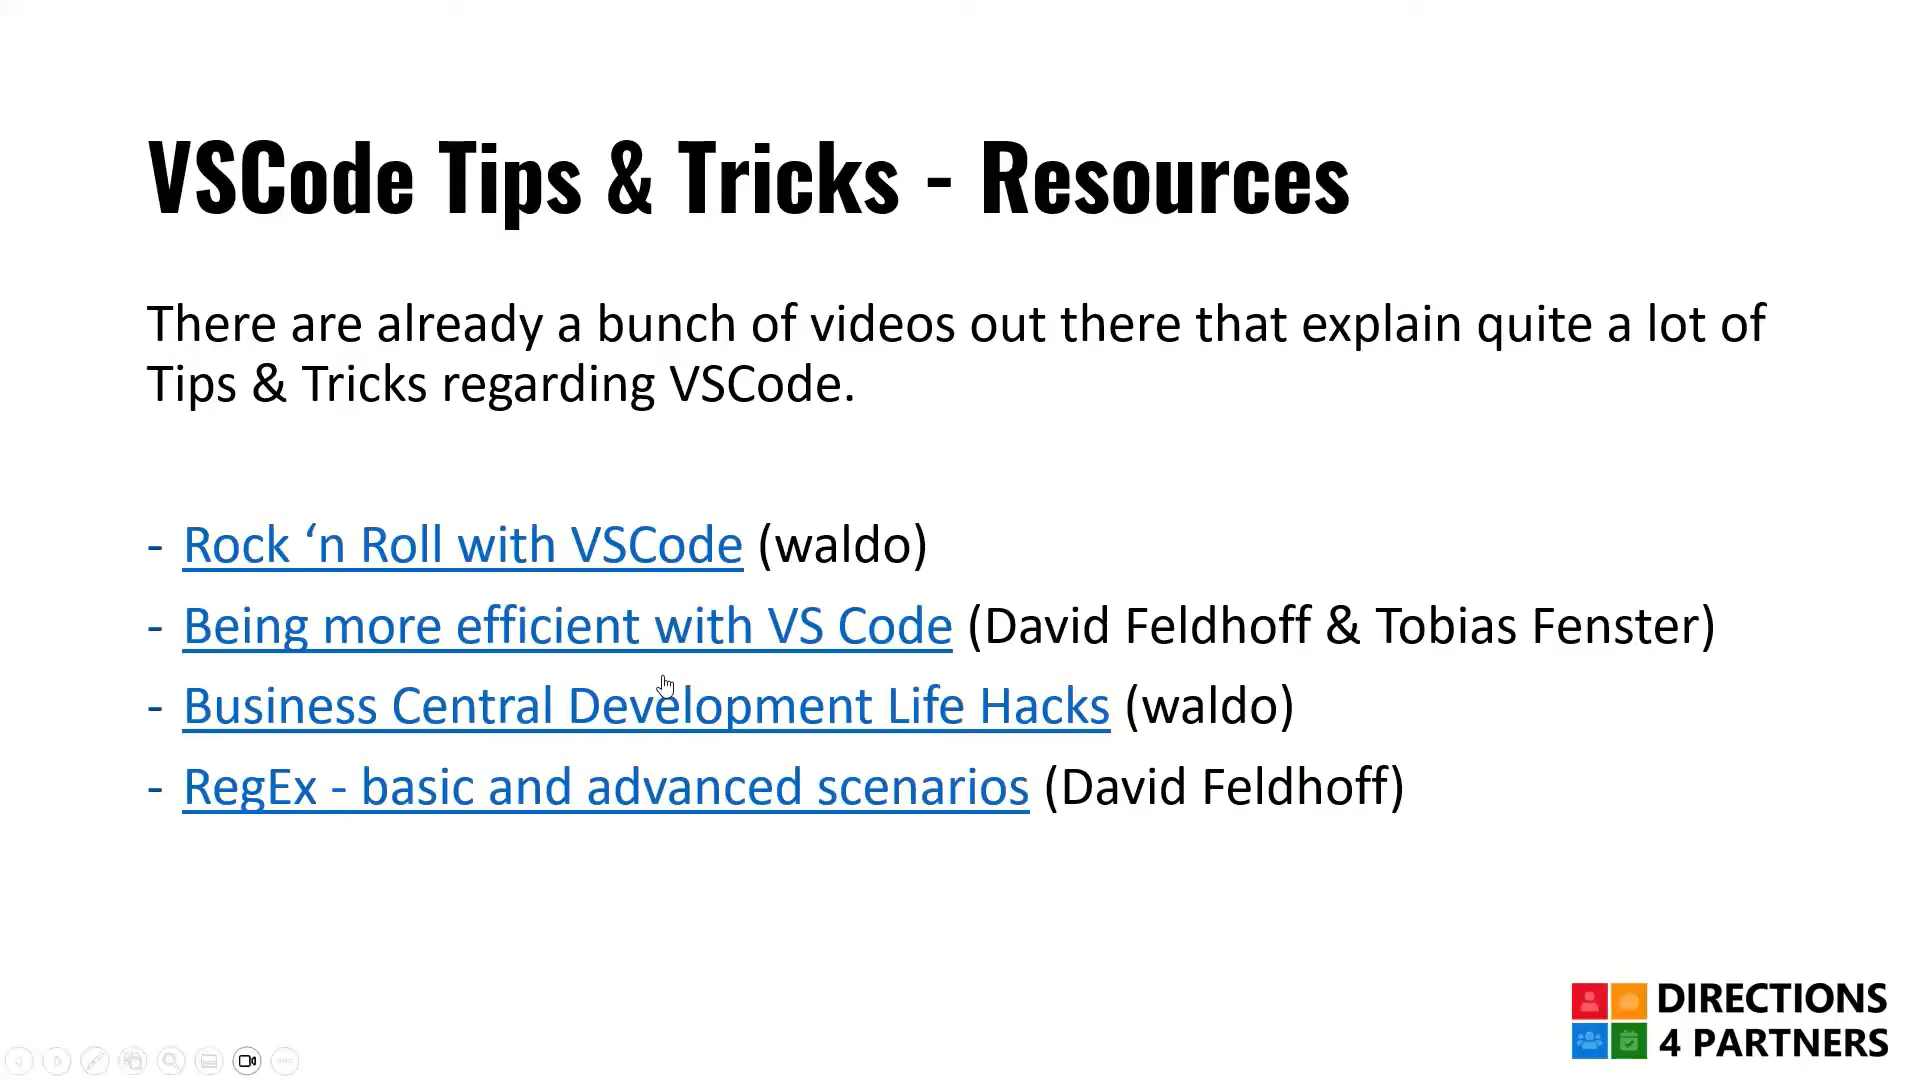 VSCode Tips & Tricks - Resources
There are already a bunch of videos out there that explain quite a lot of
Tips & Tricks regarding VSCode.
- Rock ‘n Roll with VSCode (waldo)
- Being more efficient with VS Code (David Feldhoff & Tobias Fenster)
- Business Central Development Life Hacks (waldo)
- RegEx - basic and advanced scenarios (David Feldhoff)
DIRECTIONS
4 PARTNERS